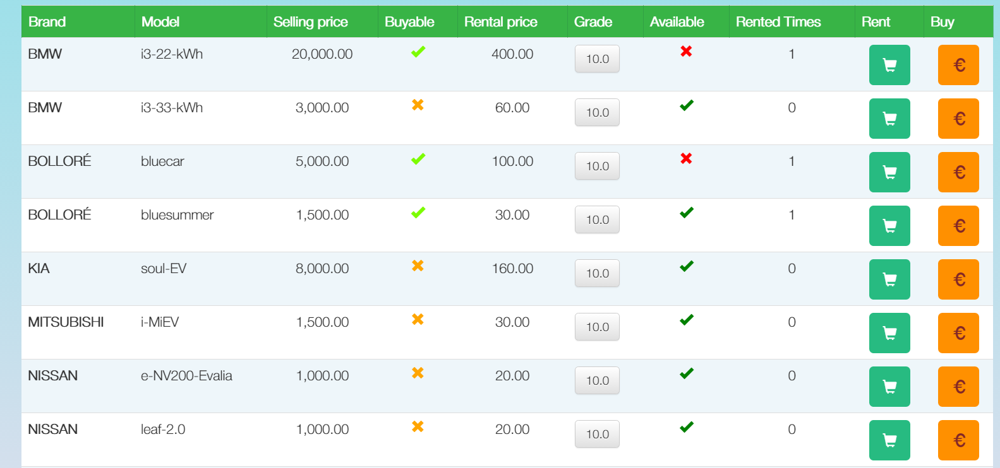 Brand Model Selling price Buyable Rental price Grade Available Rented Times Rent Buy
BMW i3-22-kWh 20,000.00 400.00 10.0 1 €
BMW i3-33-kWh 3,000.00 60.00 10.0 0 €
BOLLORÉ bluecar 5,000.00 100.00 10.0 1 €
BOLLORÉ bluesummer 1,500.00 30.00 10.0 1 €
KIA soul-EV 8,000.00 160.00 10.0 0 €
MITSUBISHI i-MiEV 1,500.00 30.00 10.0 0 €
NISSAN e-NV200-Evalia 1,000.00 20.00 10.0 0 €
NISSAN leaf-2.0 1,000.00 20.00 10.0 0 €